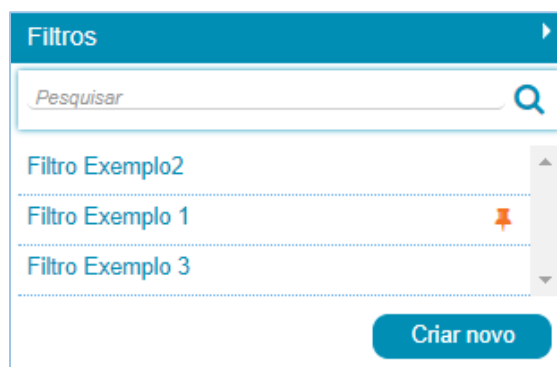 Filtros
Pesquisar
Filtro Exemplo2
Filtro Exemplo 1
Filtro Exemplo 3
Criar novo